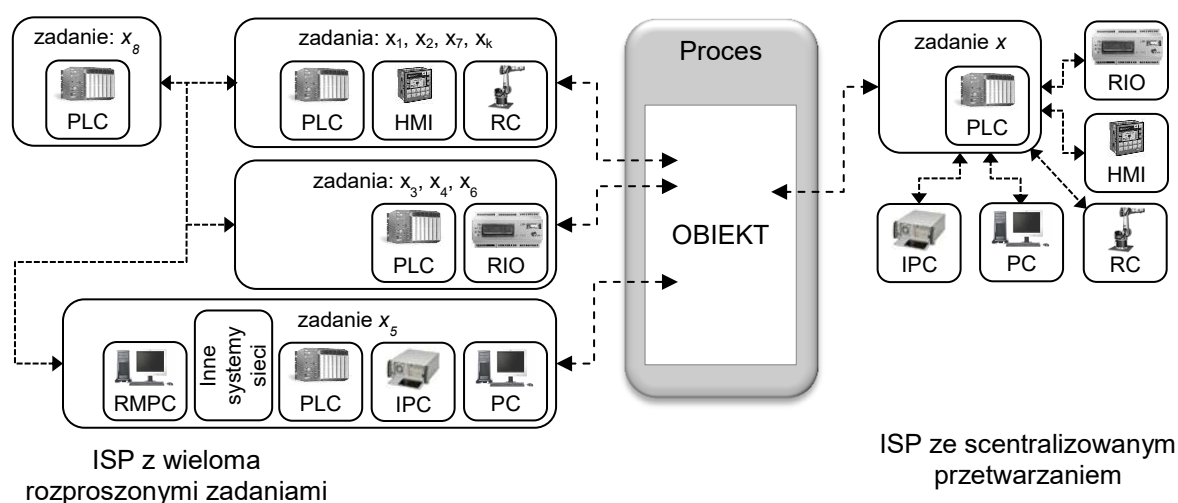 zadanie: x₈
PLC
zadania: x₁, x₂, x₇, xₖ
PLC
HMI
RC
zadania: x₃, x₄, x₆
PLC
RIO
zadanie x₅
RMPC
Inne
systemy
sieci
PLC
IPC
PC
ISP z wieloma
rozproszonymi zadaniami
Proces
OBIEKT
zadanie x
PLC
RIO
HMI
IPC
PC
RC
ISP ze scentralizowanym
przetwarzaniem